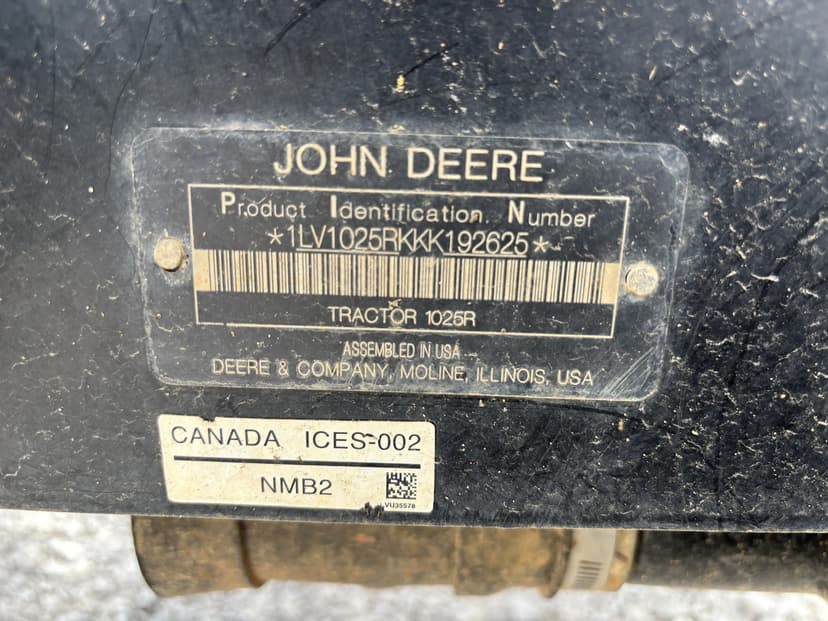 JOHN DEERE
Product Identification Number
*1LV1025RKKK192625*
TRACTOR 1025R
ASSEMBLED IN USA
DEERE & COMPANY, MOLINE, ILLINOIS, USA
CANADA ICES-002
NMB2
VU35578